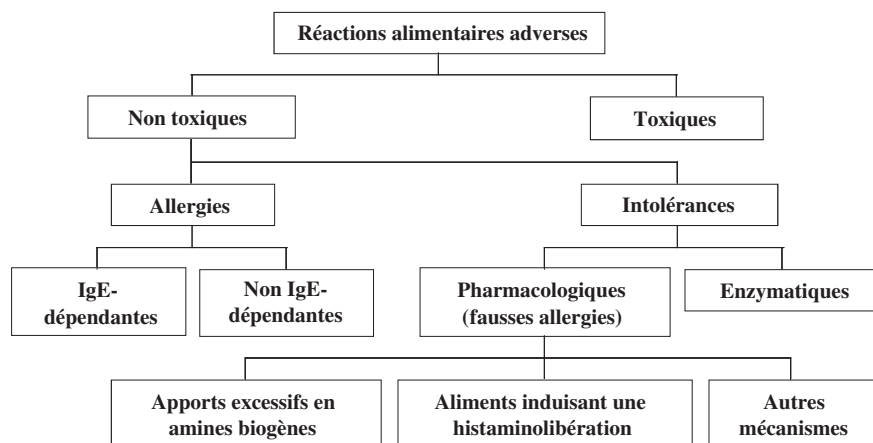 Réactions alimentaires adverses
Non toxiques
Toxiques
Allergies
Intolérances
IgE-
dépendantes
Non IgE-
dépendantes
Pharmacologiques
(fausses allergies)
Enzymatiques
Apports excessifs en
amines biogènes
Aliments induisant une
histaminolibération
Autres
mécanismes